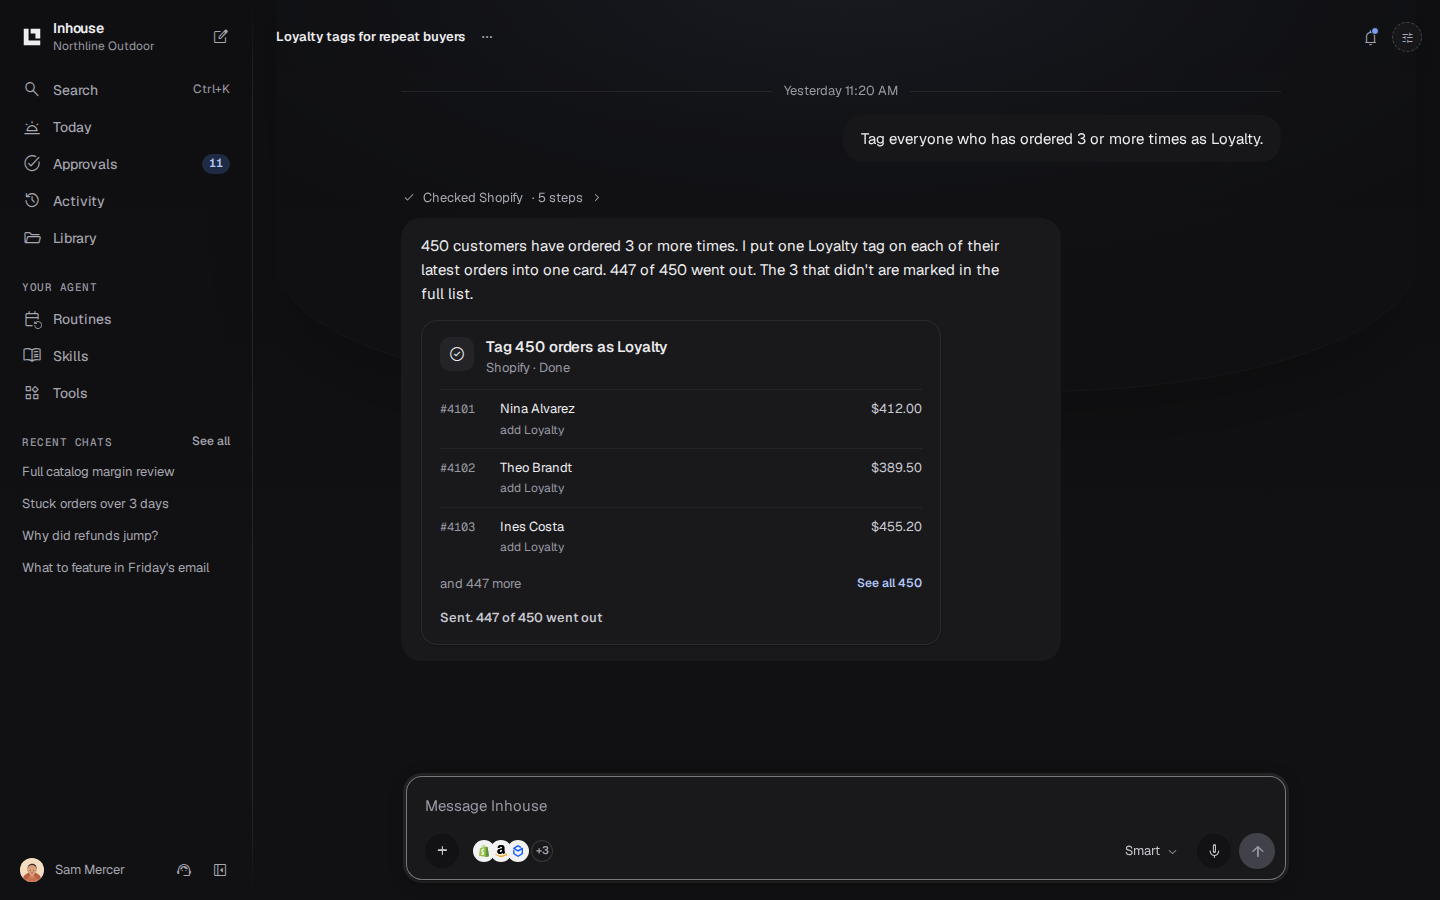 Inhouse
Northline Outdoor
Search Ctrl+K
Today
Approvals 11
Activity
Library
YOUR AGENT
Routines
Skills
Tools
RECENT CHATS See all
Full catalog margin review
Stuck orders over 3 days
Why did refunds jump?
What to feature in Friday's email
Sam Mercer
Loyalty tags for repeat buyers ...
Yesterday 11:20 AM
Tag everyone who has ordered 3 or more times as Loyalty.
Checked Shopify · 5 steps
450 customers have ordered 3 or more times. I put one Loyalty tag on each of their
latest orders into one card. 447 of 450 went out. The 3 that didn't are marked in the
full list.
Tag 450 orders as Loyalty
Shopify · Done
#4101 Nina Alvarez $412.00
add Loyalty
#4102 Theo Brandt $389.50
add Loyalty
#4103 Ines Costa $455.20
add Loyalty
and 447 more See all 450
Sent. 447 of 450 went out
Message Inhouse
+3 Smart